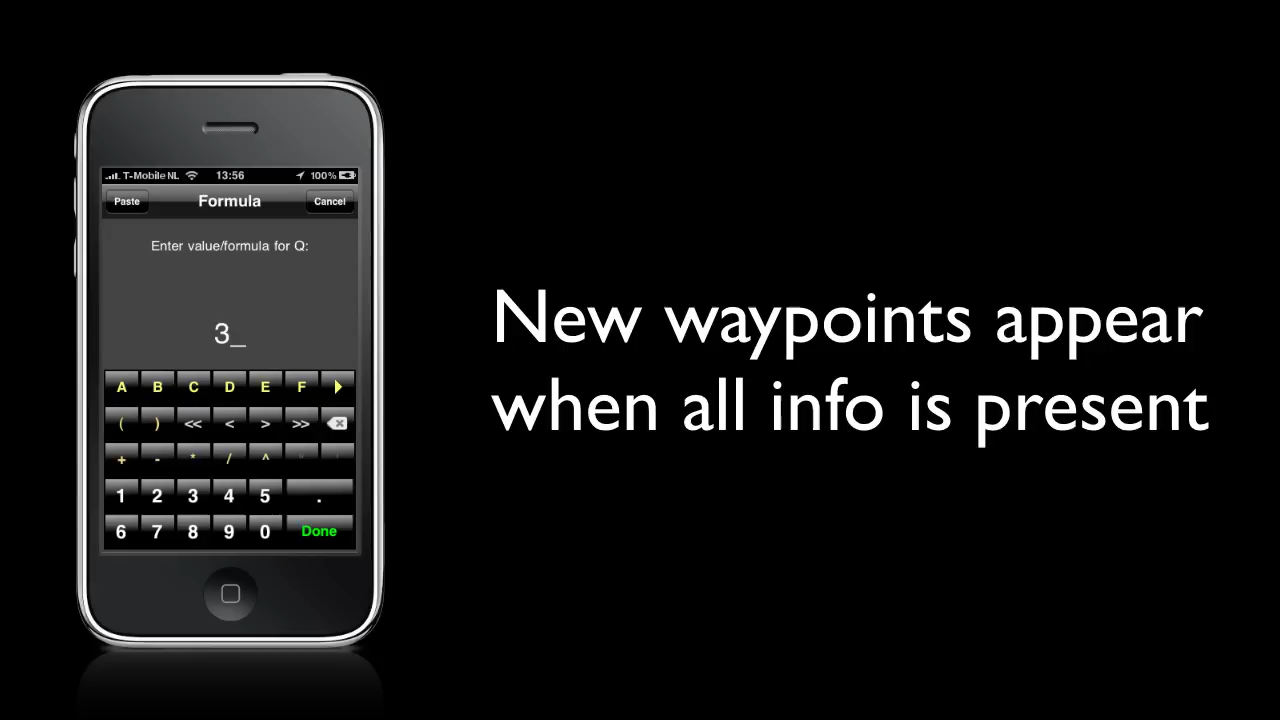 T-Mobile NL 13:56 100%
Paste Formula Cancel
Enter value/formula for Q:
3_
A B C D E F
( ) << < > >>
+ - * / ^
1 2 3 4 5 .
6 7 8 9 0 Done
New waypoints appear
when all info is present